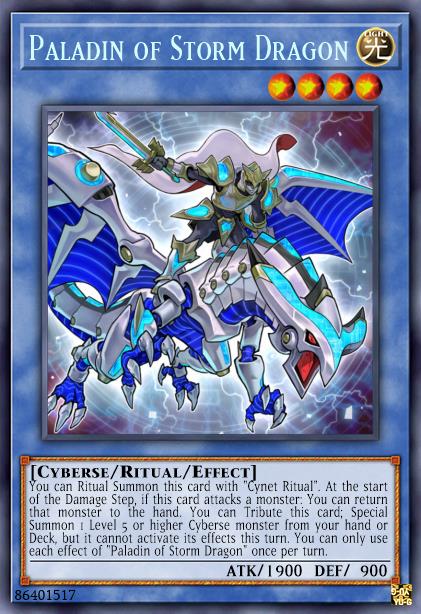 PALADIN OF STORM DRAGON
LIGHT
光
[CYBERSE/RITUAL/EFFECT]
You can Ritual Summon this card with "Cynet Ritual". At the start
of the Damage Step, if this card attacks a monster: You can return
that monster to the hand. You can Tribute this card; Special
Summon 1 Level 5 or higher Cyberse monster from your hand or
Deck, but it cannot activate its effects this turn. You can only use
each effect of "Paladin of Storm Dragon" once per turn.
ATK/1900 DEF/ 900
86401517